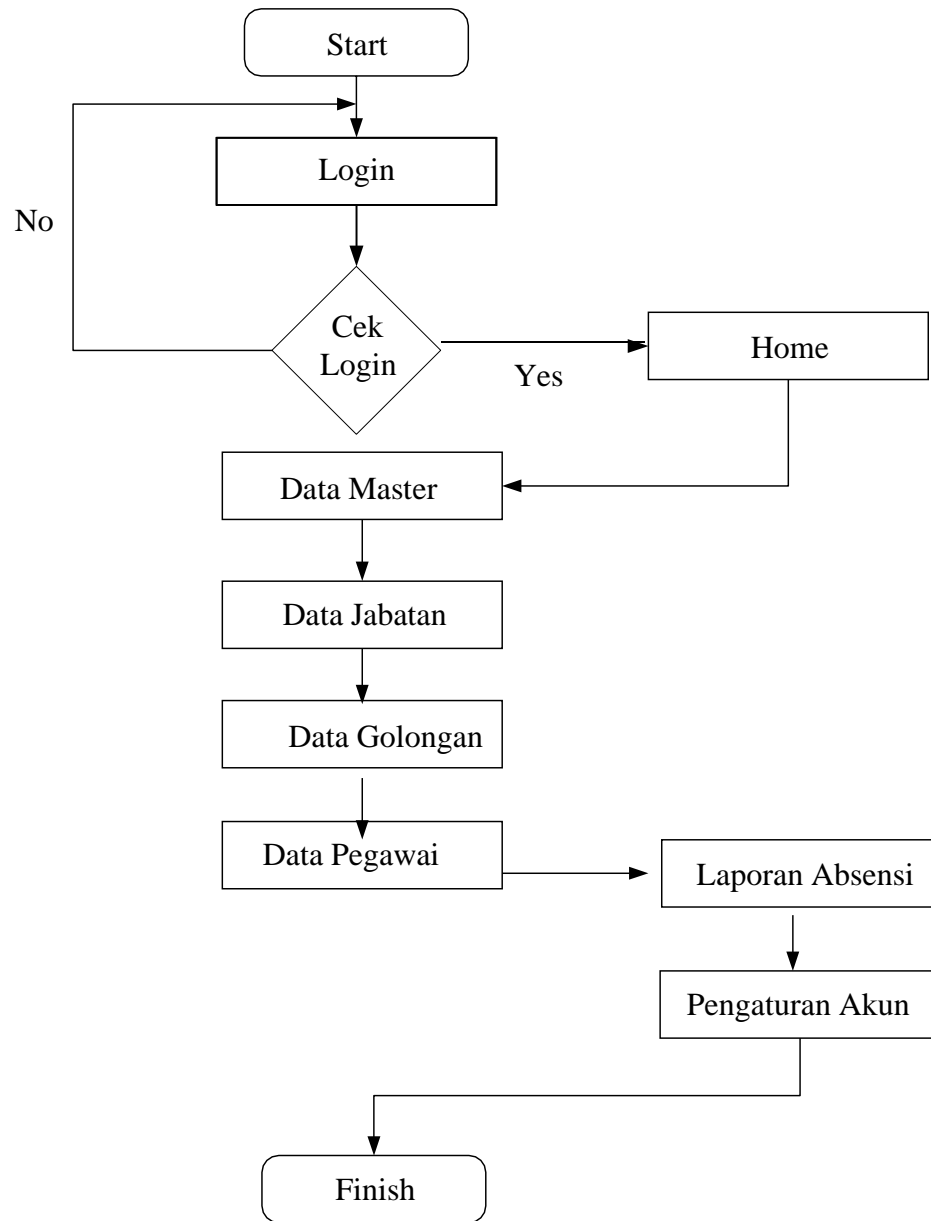 Start
Login
No
Cek
Login
Yes
Home
Data Master
Data Jabatan
Data Golongan
Data Pegawai
Laporan Absensi
Pengaturan Akun
Finish